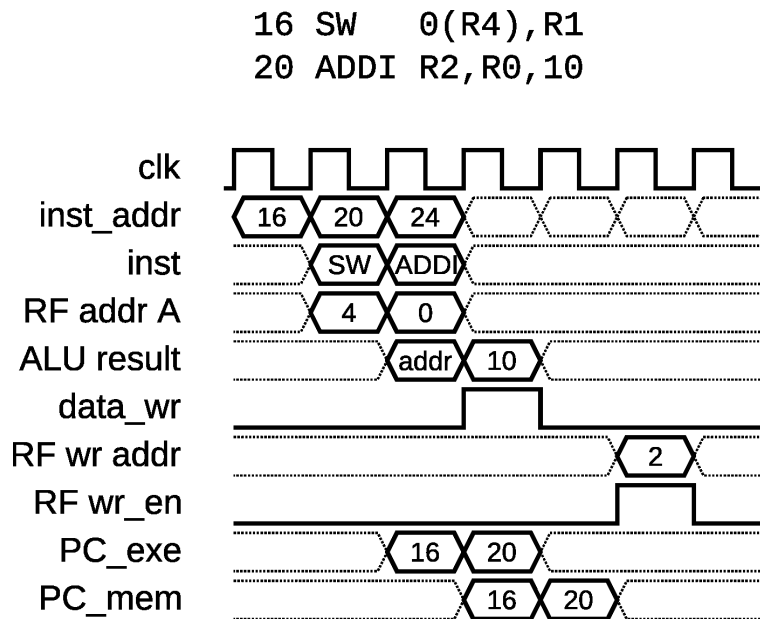 16 SW   0(R4),R1
20 ADDI R2,R0,10
clk
inst_addr 16 20 24
inst SW ADDI
RF addr A 4 0
ALU result addr 10
data_wr
RF wr addr 2
RF wr_en
PC_exe 16 20
PC_mem 16 20